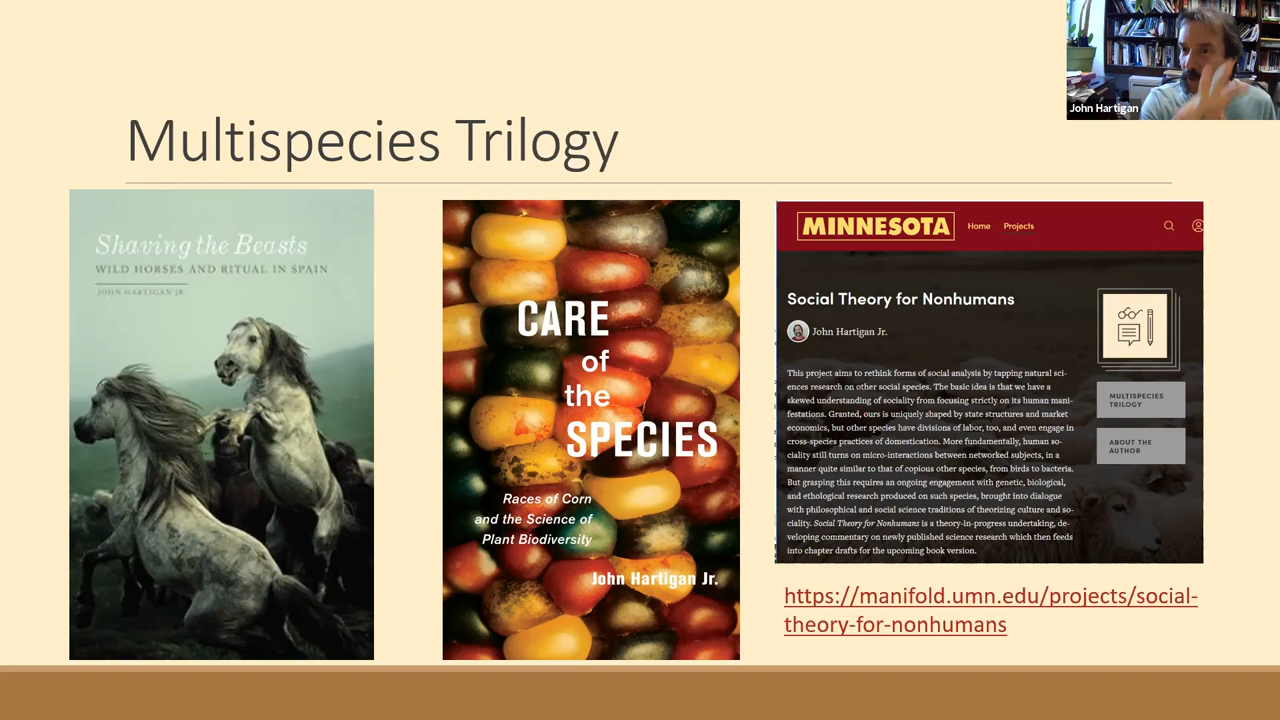 John Hartigan
Multispecies Trilogy
Shaving the Beasts
WILD HORSES AND RITUAL IN SPAIN
JOHN HARTIGAN JR.
CARE
of
the
SPECIES
Races of Corn
and the Science of
Plant Biodiversity
John Hartigan Jr.
MINNESOTA Home Projects
Social Theory for Nonhumans
John Hartigan Jr.
This project aims to rethink forms of social analysis by tapping natural sci-
ences research on other social species. The basic idea is that we have a
skewed understanding of sociality from focusing strictly on its human mani-
festations. Granted, ours is uniquely shaped by state structures and market
economics, but other species have divisions of labor, too, and even engage in
cross-species practices of domestication. More fundamentally, human so-
ciality still turns on micro-interactions between networked subjects, in a
manner quite similar to that of copious other species, from birds to bacteria.
But grasping this requires an ongoing engagement with genetic, biological,
and ethological research produced on such species, brought into dialogue
with philosophical and social science traditions of theorizing culture and so-
ciality. Social Theory for Nonhumans is a theory-in-progress undertaking, de-
veloping commentary on newly published science research which then feeds
into chapter drafts for the upcoming book version.
MULTISPECIES
TRILOGY
ABOUT THE
AUTHOR
https://manifold.umn.edu/projects/social-
theory-for-nonhumans